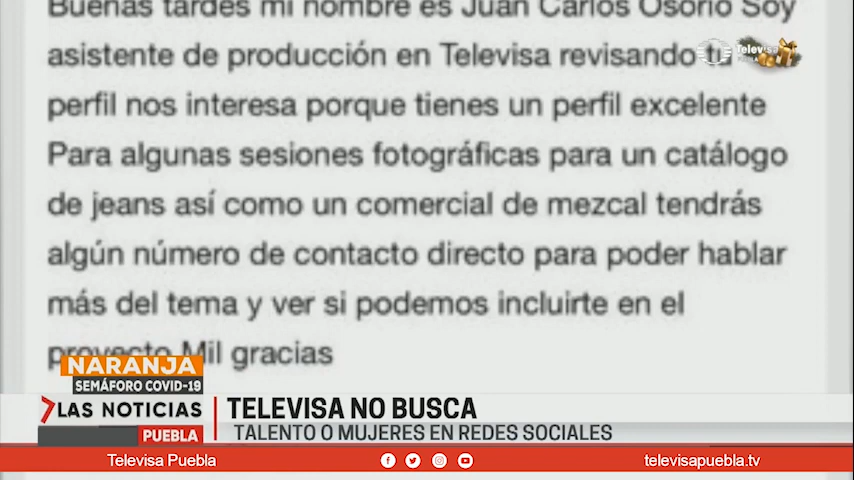 Buenas tardes mi nombre es Juan Carlos Osorio Soy
asistente de producción en Televisa revisando tu
perfil nos interesa porque tienes un perfil excelente
Para algunas sesiones fotográficas para un catálogo
de jeans así como un comercial de mezcal tendrás
algún número de contacto directo para poder hablar
más del tema y ver si podemos incluirte en el
proyecto Mil gracias
Televisa
PUEBLA
NARANJA
SEMÁFORO COVID-19
LAS NOTICIAS
PUEBLA
TELEVISA NO BUSCA
TALENTO O MUJERES EN REDES SOCIALES
Televisa Puebla
televisapuebla.tv